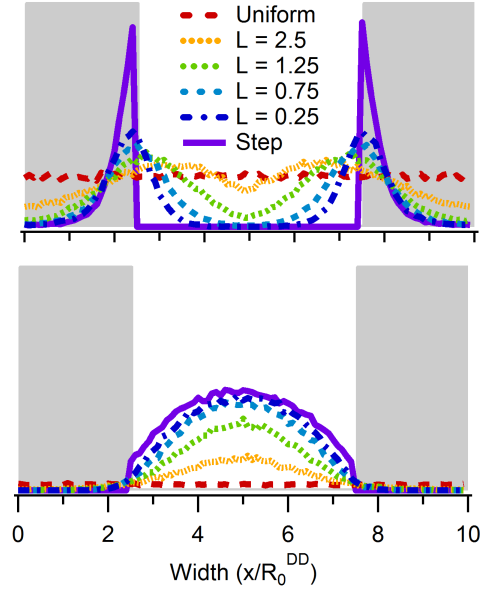 Uniform
L = 2.5
L = 1.25
L = 0.75
L = 0.25
Step
0 2 4 6 8 10
Width (x/R₀ᴰᴰ)